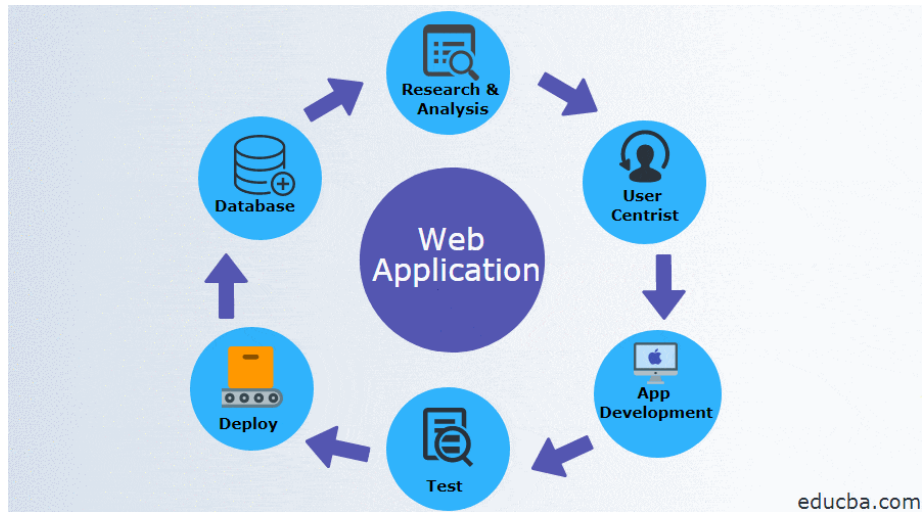 Research &
Analysis
User
Centrist
App
Development
Test
Deploy
Database
Web
Application
educba.com